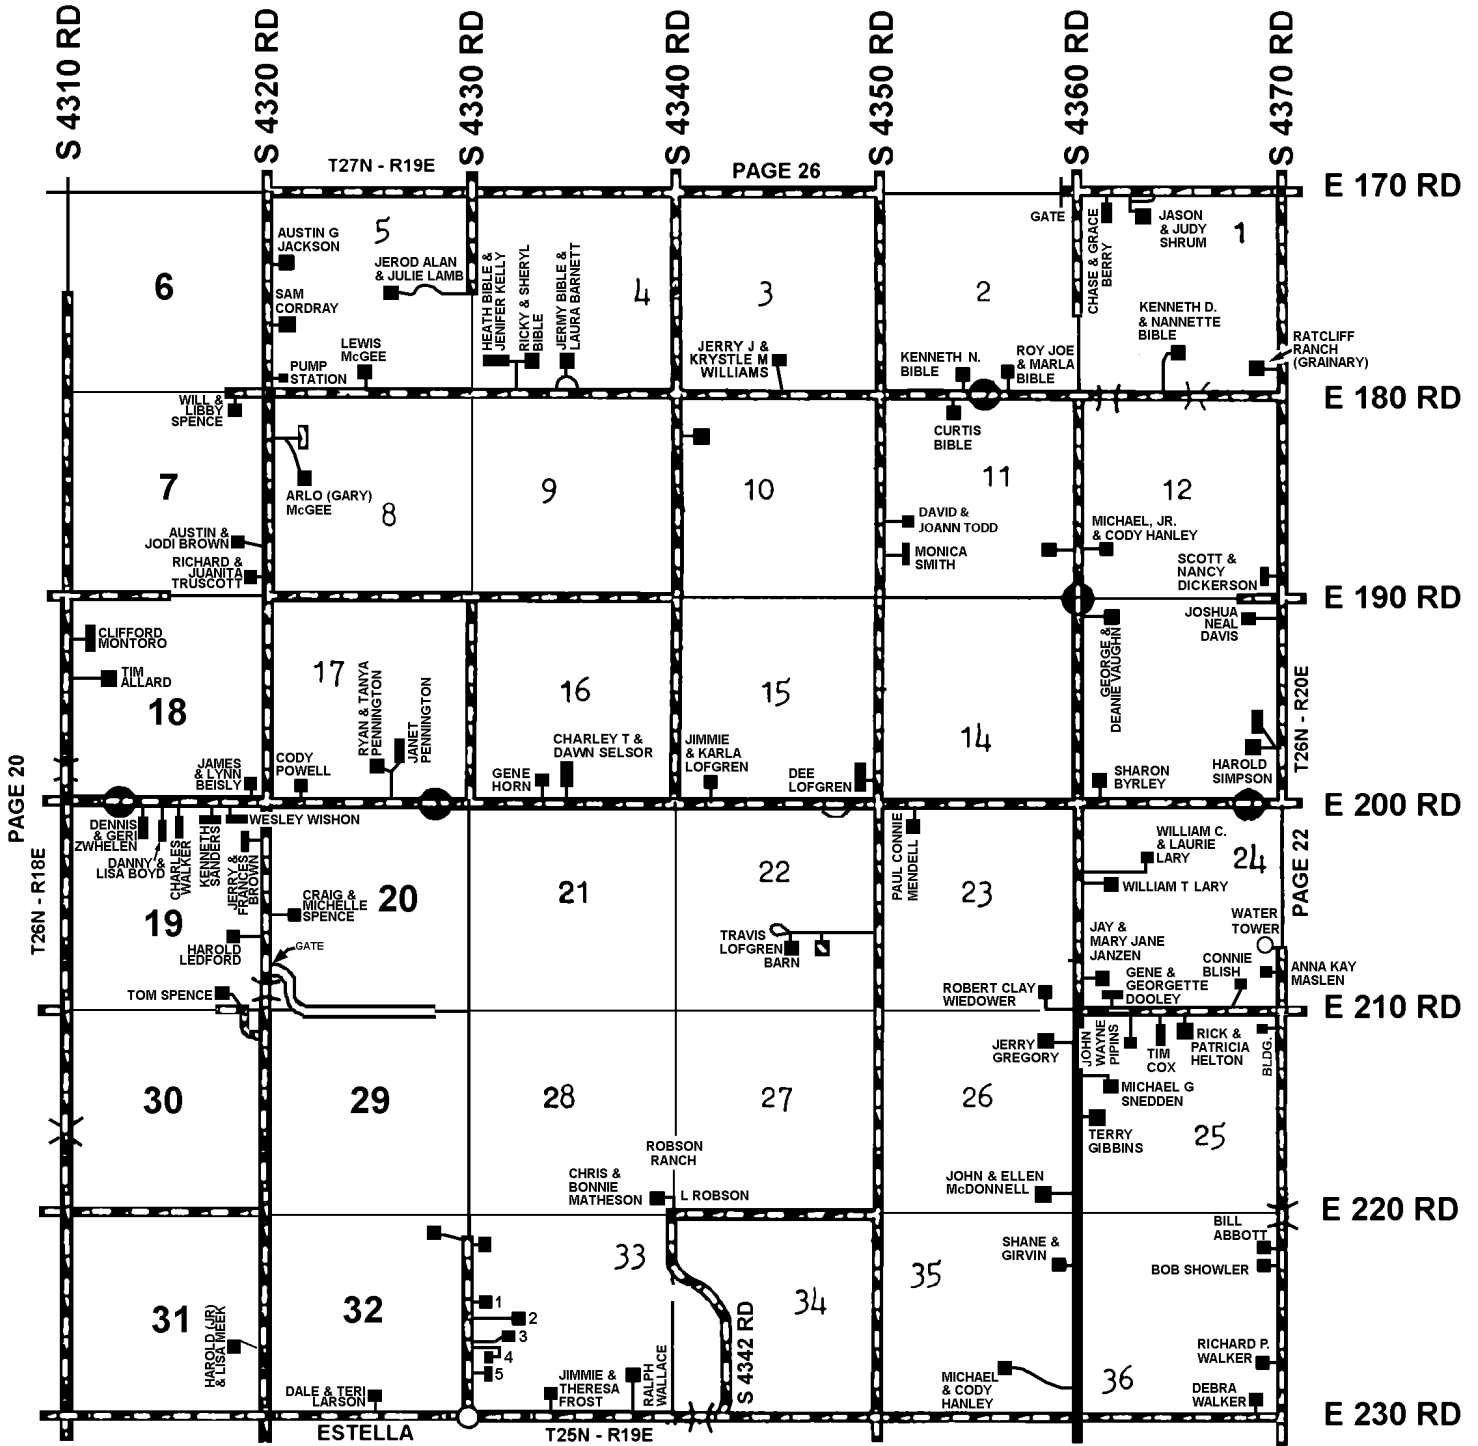 S 4310 RD
S 4320 RD
S 4330 RD
S 4340 RD
S 4350 RD
S 4360 RD
S 4370 RD
T27N - R19E
PAGE 26
E 170 RD
GATE
CHASE & GRACE
BERRY
JASON
& JUDY
SHRUM
1
5
AUSTIN G
JACKSON
JEROD ALAN
& JULIE LAMB
6
SAM
CORDRAY
HEATH BIBLE &
JENIFER KELLY
RICKY & SHERYL
BIBLE
JERMY BIBLE &
LAURA BARNETT
4
3
2
KENNETH D.
& NANNETTE
BIBLE
RATCLIFF
RANCH
(GRAINARY)
LEWIS
McGEE
PUMP
STATION
JERRY J &
KRYSTLE M
WILLIAMS
KENNETH N.
BIBLE
ROY JOE
& MARLA
BIBLE
E 180 RD
WILL &
LIBBY
SPENCE
CURTIS
BIBLE
7
ARLO (GARY)
McGEE
8
9
10
11
12
DAVID &
JOANN TODD
MICHAEL, JR.
& CODY HANLEY
AUSTIN &
JODI BROWN
MONICA
SMITH
RICHARD &
JUANITA
TRUSCOTT
SCOTT &
NANCY
DICKERSON
E 190 RD
CLIFFORD
MONTORO
JOSHUA
NEAL
DAVIS
GEORGE &
DEANIE VAUGHN
TIM
ALLARD
17
RYAN & TANYA
PENNINGTON
JANET
PENNINGTON
16
15
18
14
T26N - R20E
CHARLEY T &
DAWN SELSOR
JIMMIE
& KARLA
LOFGREN
JAMES
& LYNN
BEISLY
CODY
POWELL
GENE
HORN
DEE
LOFGREN
SHARON
BYRLEY
HAROLD
SIMPSON
PAGE 20
E 200 RD
DENNIS
& GERI
ZWHELEN
DANNY &
LISA BOYD
CHARLES
WALKER
KENNETH
SANDERS
WESLEY WISHON
JERRY &
FRANCES
BROWN
PAUL CONNIE
MENDELL
WILLIAM C.
& LAURIE
LARY
24
WILLIAM T LARY
PAGE 22
T26N - R18E
19
CRAIG &
MICHELLE
SPENCE
20
21
22
23
TRAVIS
LOFGREN
BARN
HAROLD
LEDFORD
GATE
JAY &
MARY JANE
JANZEN
WATER
TOWER
TOM SPENCE
CONNIE
BLISH
ANNA KAY
MASLEN
GENE &
GEORGETTE
DOOLEY
ROBERT CLAY
WIEDOWER
E 210 RD
JERRY
GREGORY
JOHN
WAYNE
PIPINS
TIM
COX
RICK &
PATRICIA
HELTON
BLDG.
30
29
28
27
26
25
MICHAEL G
SNEDDEN
TERRY
GIBBINS
ROBSON
RANCH
CHRIS &
BONNIE
MATHESON
L ROBSON
JOHN & ELLEN
McDONNELL
E 220 RD
BILL
ABBOTT
SHANE &
GIRVIN
BOB SHOWLER
33
34
35
31
32
1
2
3
4
5
HAROLD (JR)
& LISA MEEK
S 4342 RD
RICHARD P.
WALKER
DALE & TERI
LARSON
JIMMIE &
THERESA
FROST
RALPH
WALLACE
MICHAEL
& CODY
HANLEY
36
DEBRA
WALKER
E 230 RD
ESTELLA
T25N - R19E